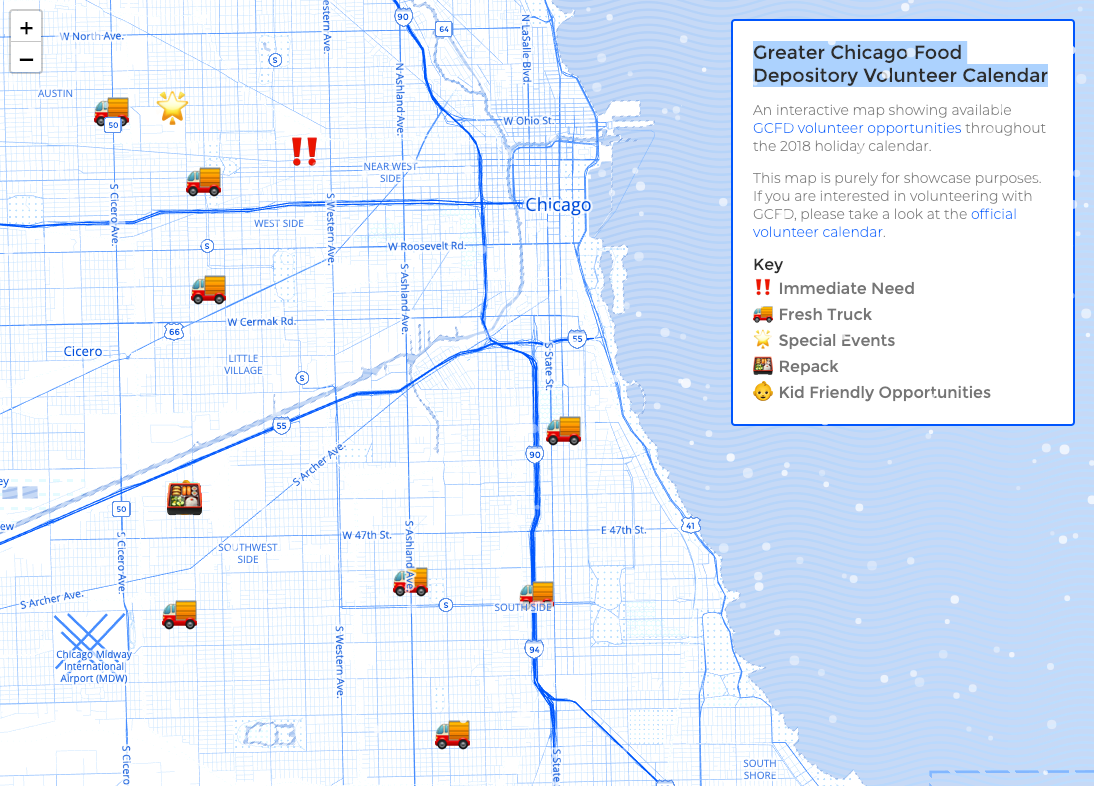 +
−
W North Ave.
Western Ave.
90
64
N LaSalle Blvd.
S
AUSTIN
N Ashland Ave.
50
W Ohio St.
NEAR WEST
SIDE
S Cicero Ave.
S Western Ave.
Chicago
WEST SIDE
S
W Roosevelt Rd.
S Ashland Ave.
W Cermak Rd.
66
55
Cicero
LITTLE
VILLAGE
S
S State St.
55
S Archer Ave.
90
50
41
W 47th St.
E 47th St.
S Ashland Ave.
SOUTHWEST
SIDE
S Cicero Ave.
S Archer Ave.
S
SOUTH SIDE
Chicago Midway
International
Airport (MDW)
S Western Ave.
94
S Cicero
S State
SOUTH
SHORE
Greater Chicago Food
Depository Volunteer Calendar
An interactive map showing available
GCFD volunteer opportunities throughout
the 2018 holiday calendar.
This map is purely for showcase purposes.
If you are interested in volunteering with
GCFD, please take a look at the official
volunteer calendar.
Key
‼️ Immediate Need
🚛 Fresh Truck
🌟 Special Events
🍱 Repack
👶 Kid Friendly Opportunities